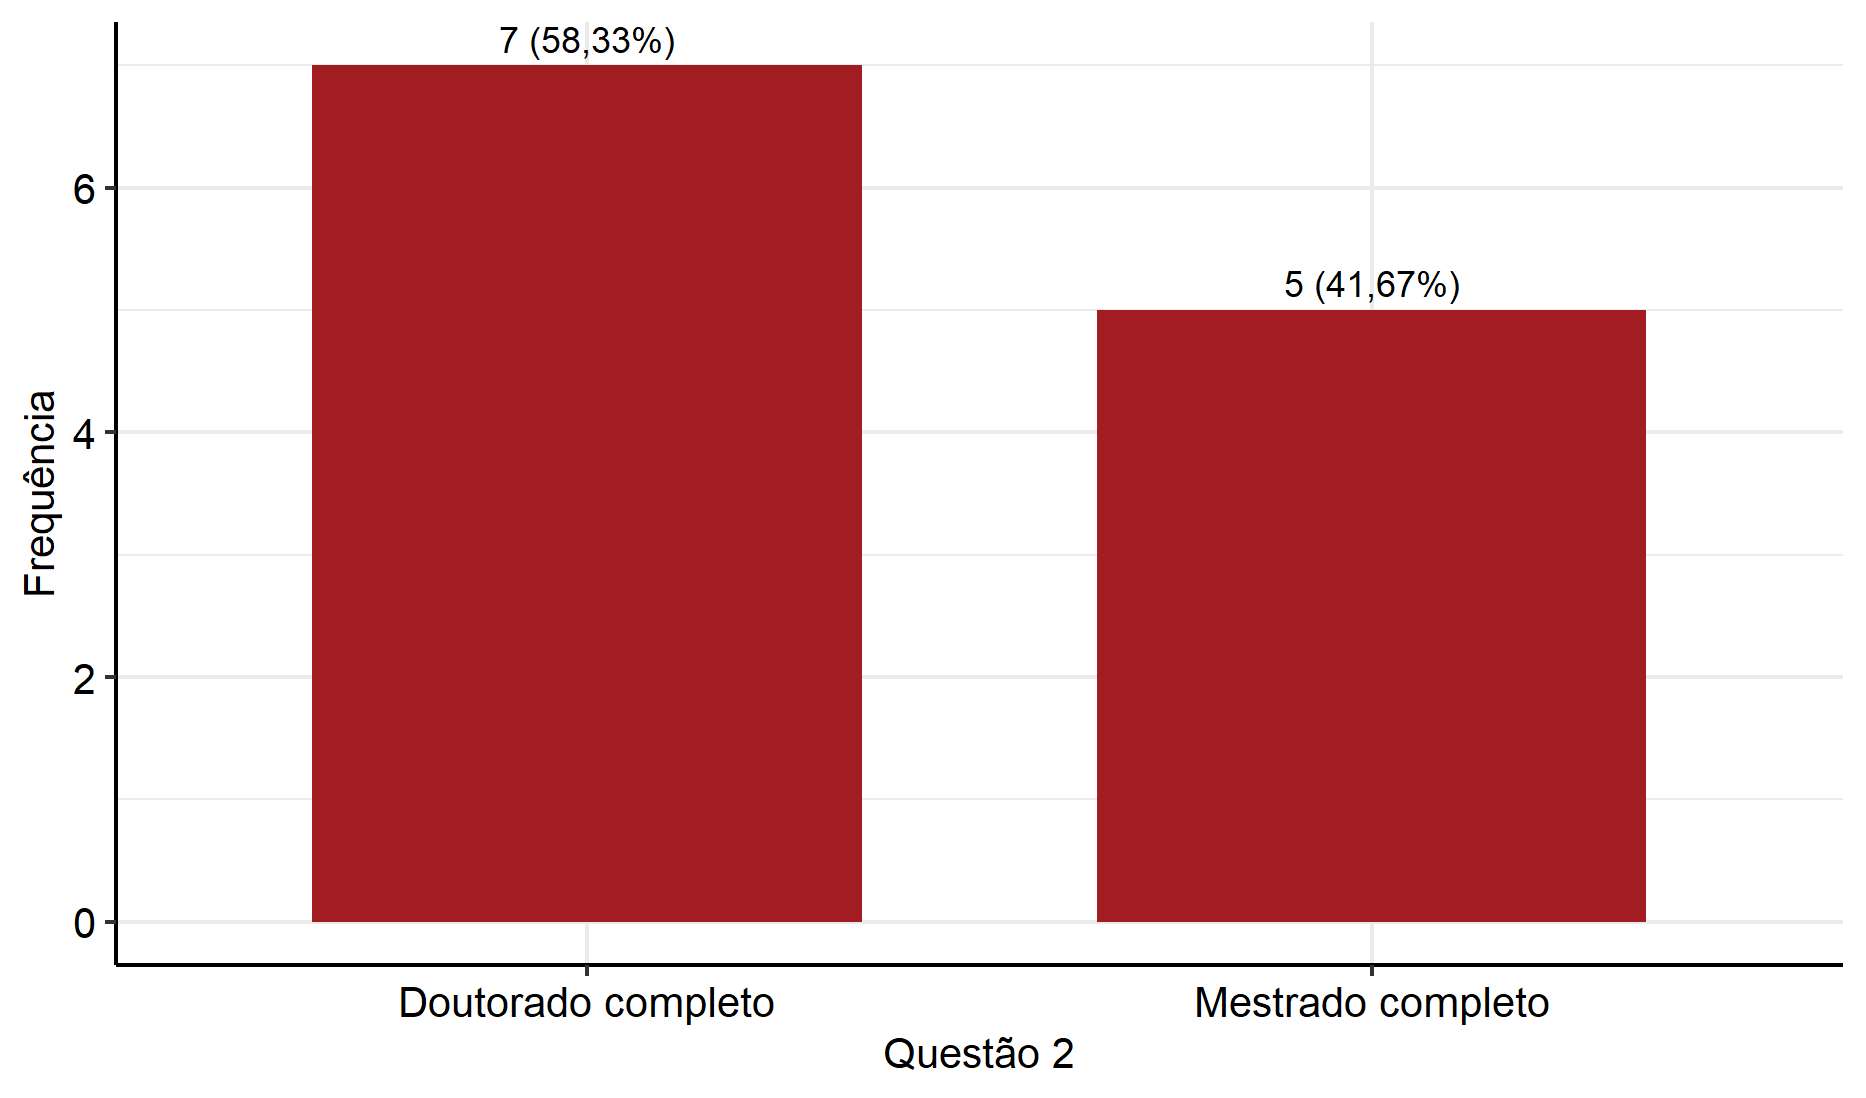 7 (58,33%)
5 (41,67%)
Frequência
6
4
2
0
Doutorado completo
Mestrado completo
Questão 2